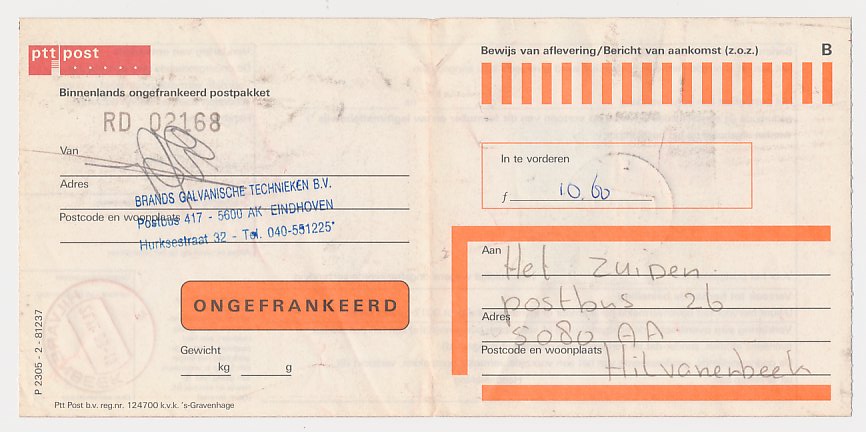 ptt post
Binnenlands ongefrankeerd postpakket
RD 02168
Van
Adres
BRANDS GALVANISCHE TECHNIEKEN B.V.
Postcode en woonplaats
Postbus 417 - 5600 AK EINDHOVEN
Hurksestraat 32 - Tel. 040-551225*
ONGEFRANKEERD
Gewicht
kg g
P 2305 - 2 - 81237
Ptt Post b.v. reg.nr. 124700 k.v.k. 's-Gravenhage
Bewijs van aflevering/Bericht van aankomst (z.o.z.) B
In te vorderen
f 10.60
Aan
Het Zuiden.
postbus 26
Adres
5080 AA
Postcode en woonplaats
Hilvarenbeek